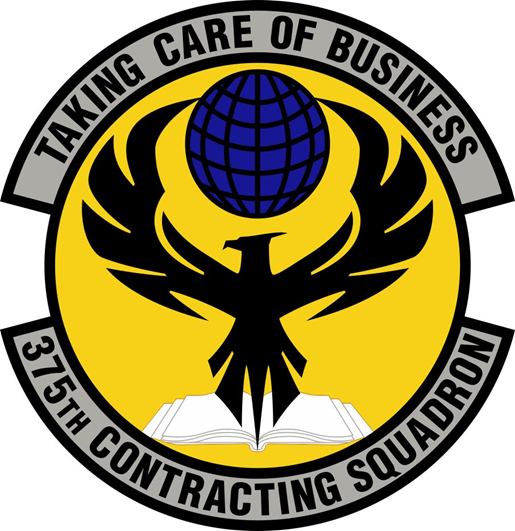 TAKING CARE OF BUSINESS
375TH CONTRACTING SQUADRON